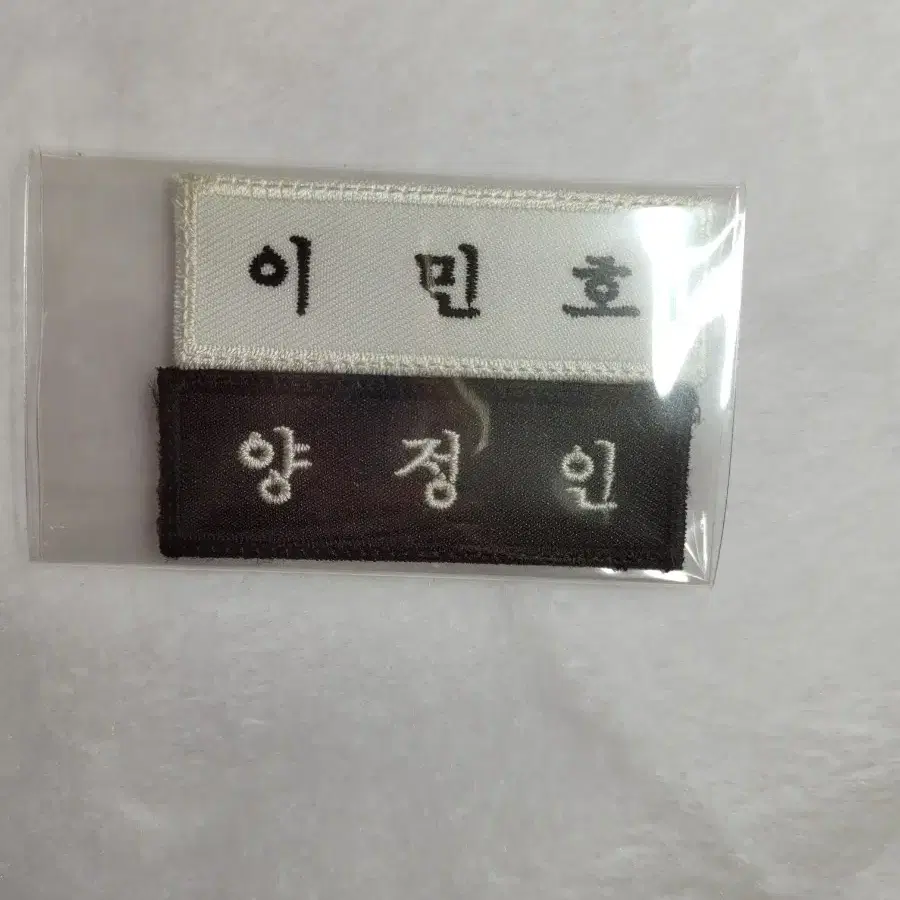 이 민 호
양 정 인